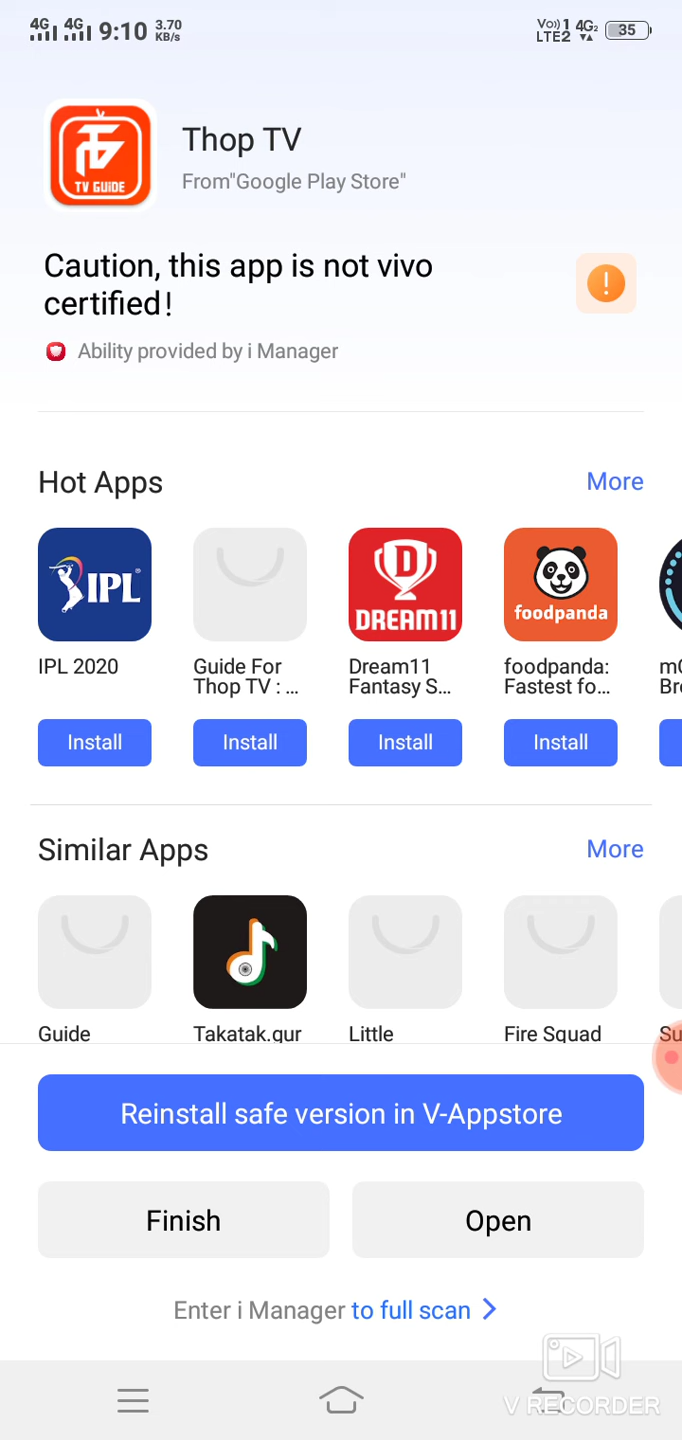 4G 4G 9:10 3.70 KB/s Vo)) 1 LTE2 4G2 35
TV GUIDE
Thop TV
From"Google Play Store"
Caution, this app is not vivo
certified!
Ability provided by i Manager
Hot Apps More
IPL DREAM11 foodpanda
IPL 2020 Guide For Dream11 foodpanda: mC
Thop TV : ... Fantasy S... Fastest fo... Br
Install Install Install Install
Similar Apps More
Guide Takatak.gur Little Fire Squad Su
Reinstall safe version in V-Appstore
Finish Open
Enter i Manager to full scan
V RECORDER